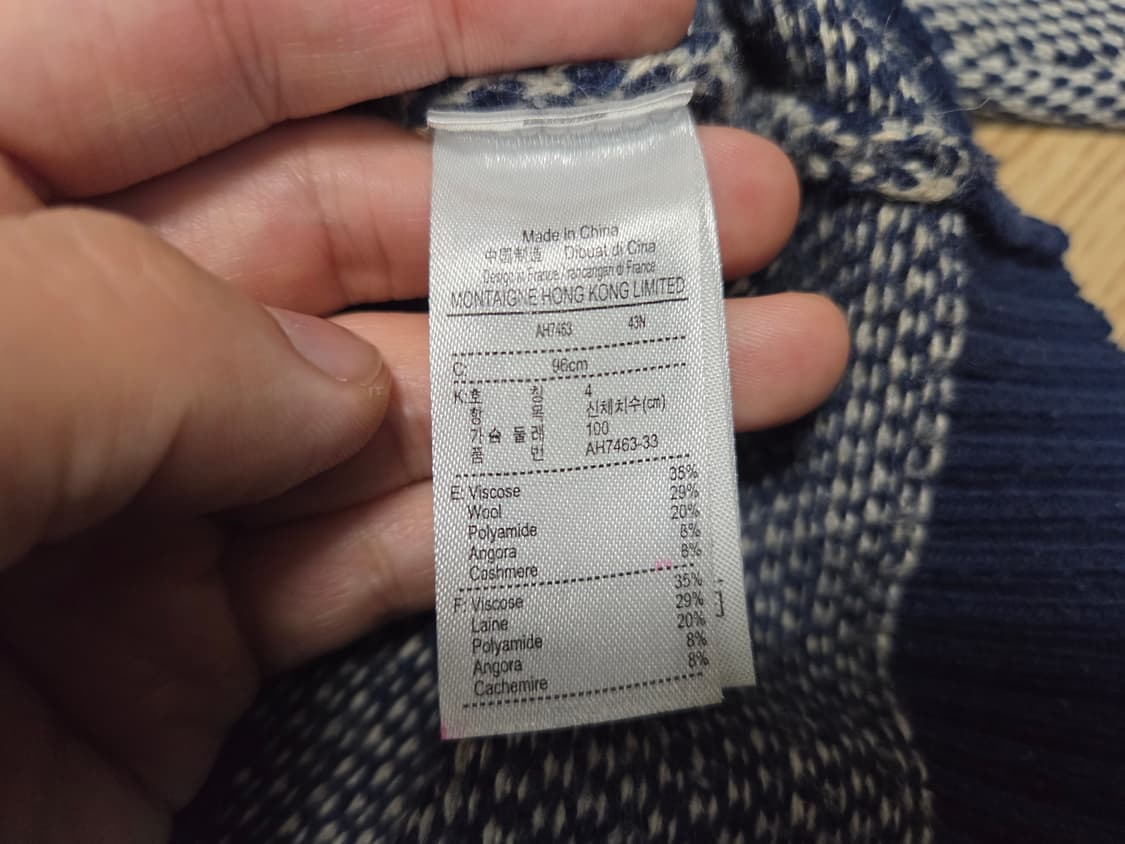 Made In China
中國制造 Dibuat di Cina
Design in France / rancangan di France
MONTAIGNE HONG KONG LIMITED
AH7463 43N
C: 96cm
K: 호 칭 4
항 목 신체치수(cm)
가 슴 둘 레 100
품 번 AH7463-33
E: Viscose 35%
Wool 29%
Polyamide 20%
Angora 8%
Cashmere 8%
F: Viscose 35%
Laine 29%
Polyamide 20%
Angora 8%
Cachemire 8%